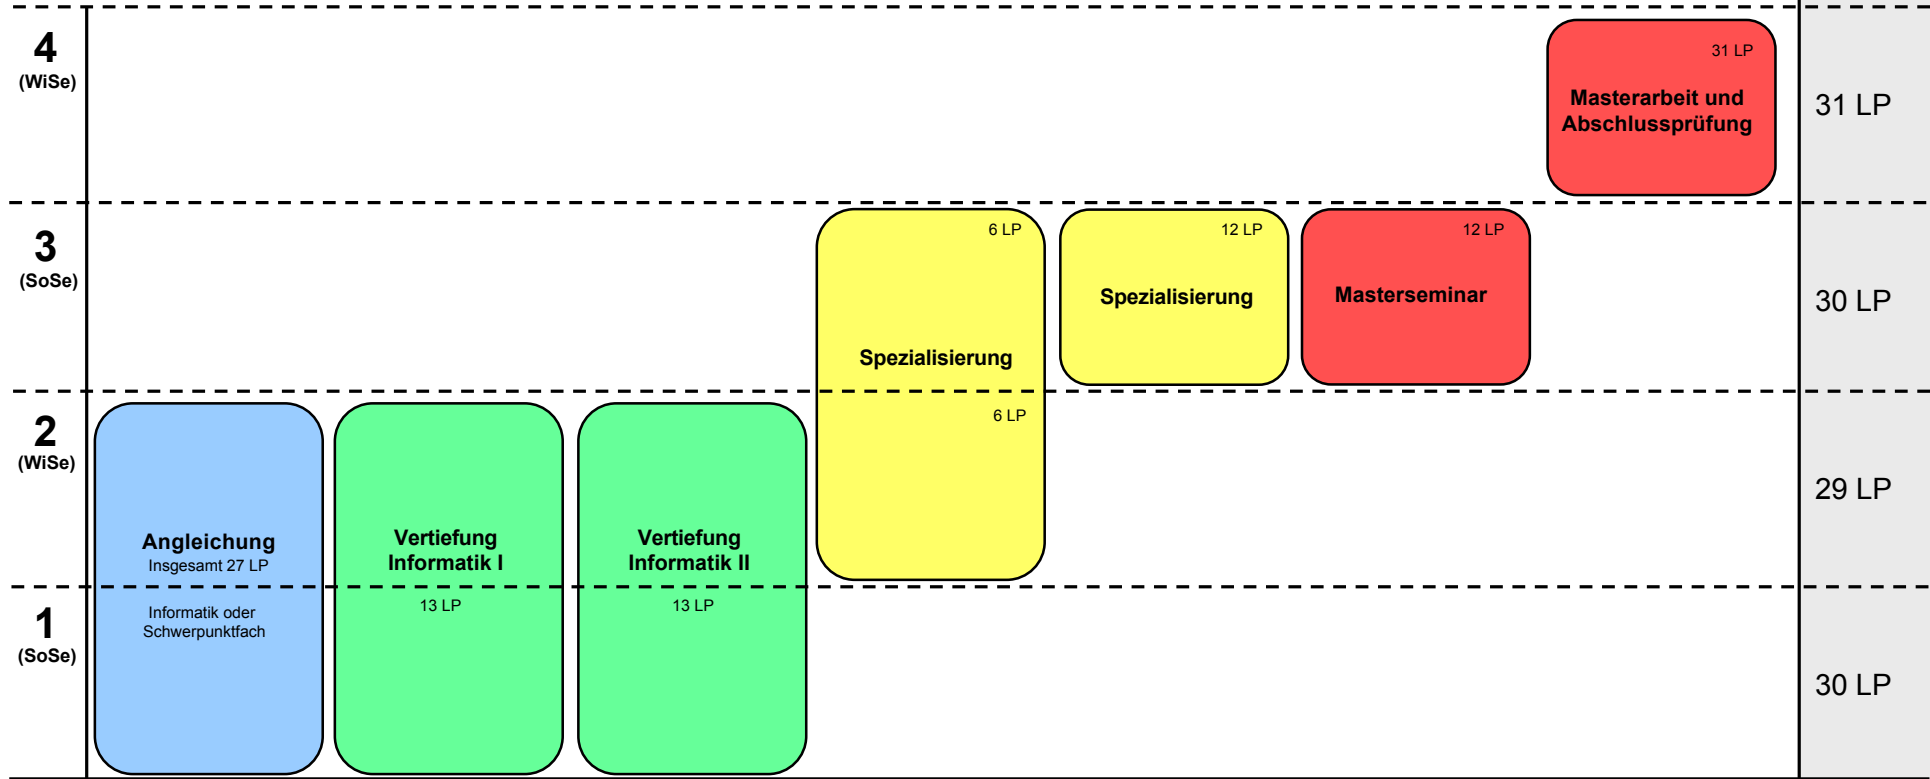 4
(WiSe)
31 LP
Masterarbeit und
Abschlussprüfung
31 LP
3
(SoSe)
6 LP
Spezialisierung
6 LP
12 LP
Spezialisierung
12 LP
Masterseminar
30 LP
2
(WiSe)
29 LP
Angleichung
Insgesamt 27 LP
Informatik oder
Schwerpunktfach
Vertiefung
Informatik I
13 LP
Vertiefung
Informatik II
13 LP
1
(SoSe)
30 LP